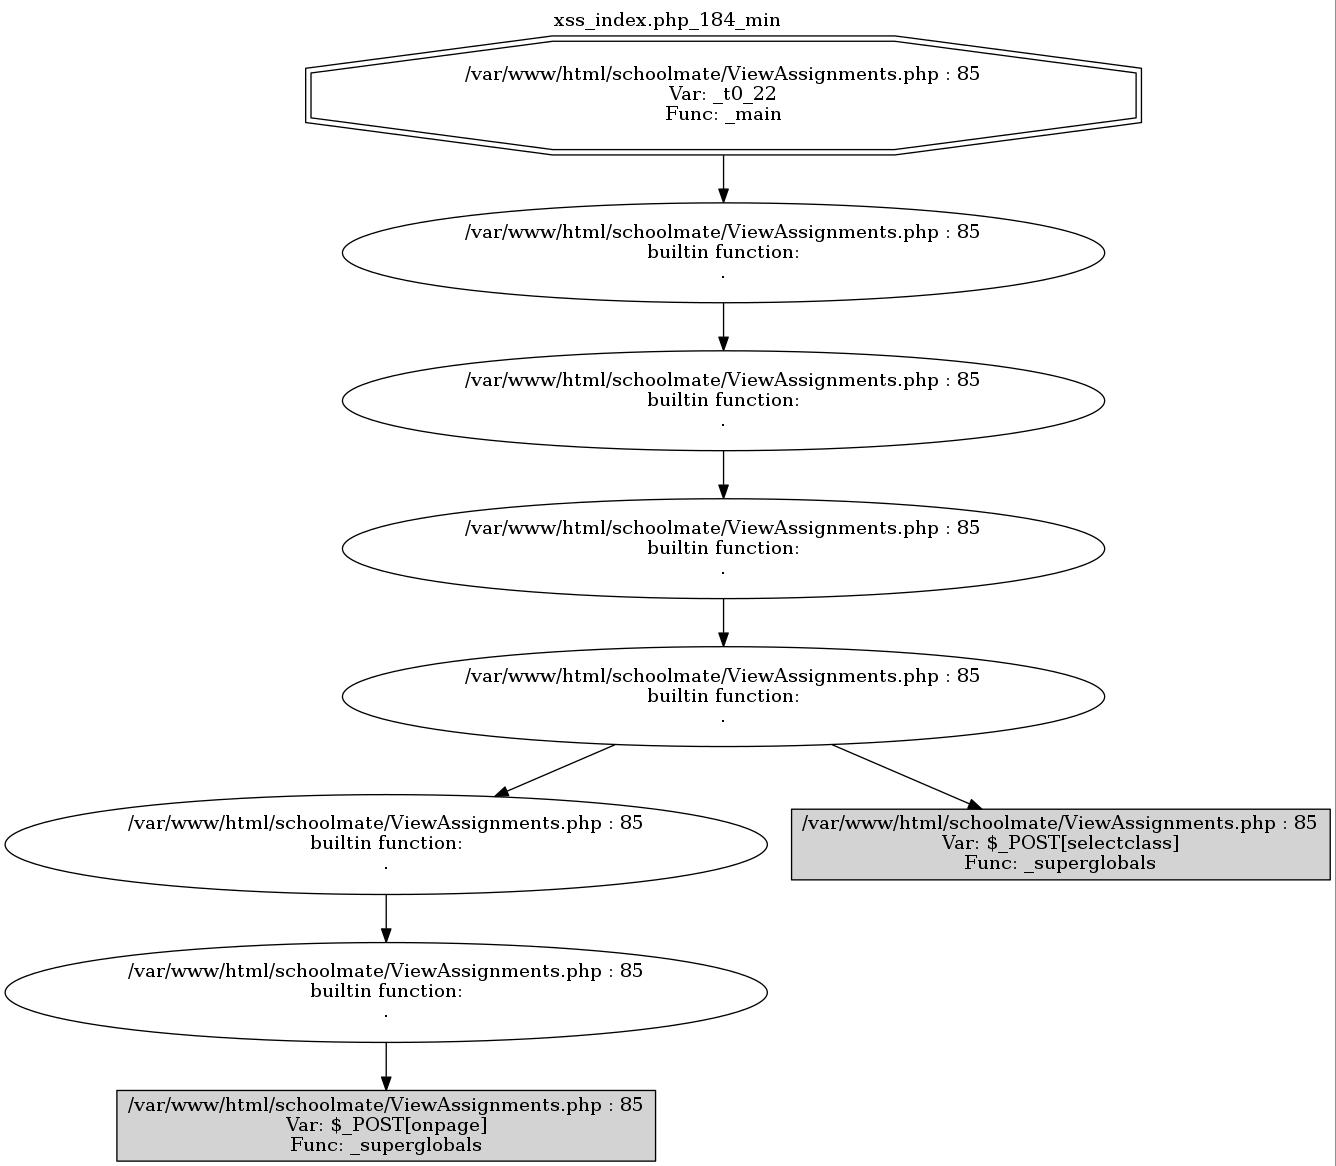 xss_index.php_184_min
/var/www/html/schoolmate/ViewAssignments.php : 85
Var: _t0_22
Func: _main
/var/www/html/schoolmate/ViewAssignments.php : 85
builtin function:
.
/var/www/html/schoolmate/ViewAssignments.php : 85
builtin function:
.
/var/www/html/schoolmate/ViewAssignments.php : 85
builtin function:
.
/var/www/html/schoolmate/ViewAssignments.php : 85
builtin function:
.
/var/www/html/schoolmate/ViewAssignments.php : 85
builtin function:
.
/var/www/html/schoolmate/ViewAssignments.php : 85
Var: $_POST[selectclass]
Func: _superglobals
/var/www/html/schoolmate/ViewAssignments.php : 85
builtin function:
.
/var/www/html/schoolmate/ViewAssignments.php : 85
Var: $_POST[onpage]
Func: _superglobals